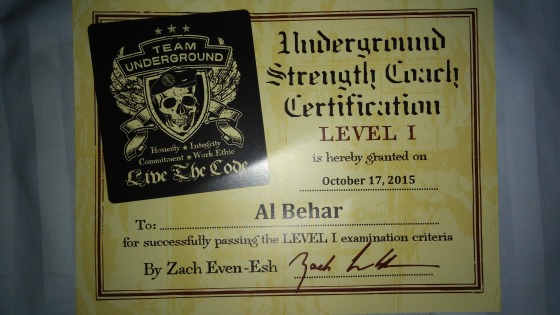 TEAM
UNDERGROUND
Honesty ★ Integrity
Commitment ★ Work Ethic
Live The Code
Underground
Strength Coach
Certification
LEVEL I
is hereby granted on
October 17, 2015
To: Al Behar
for successfully passing the LEVEL I examination criteria
By Zach Even-Esh